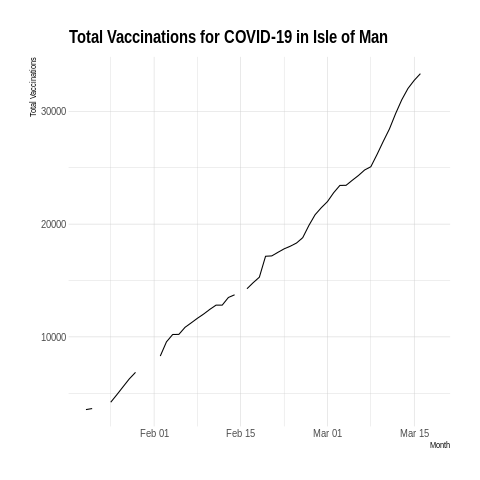 Total Vaccinations for COVID-19 in Isle of Man
Total Vaccinations
30000
20000
10000
Feb 01
Feb 15
Mar 01
Mar 15
Month